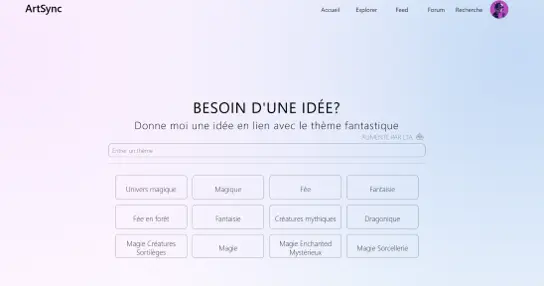 ArtSync
Accueil Explorer Feed Forum Recherche
BESOIN D'UNE IDÉE?
Donne moi une idée en lien avec le thème fantastique
ALIMENTÉ PAR L'IA
Entrer un thème
Univers magique Magique Fée Fantaisie
Fée en forêt Fantaisie Créatures mythiques Dragonique
Magie Créatures
Sortilèges
Magie
Magie Enchanted
Mystérieux
Magie Sorcellerie